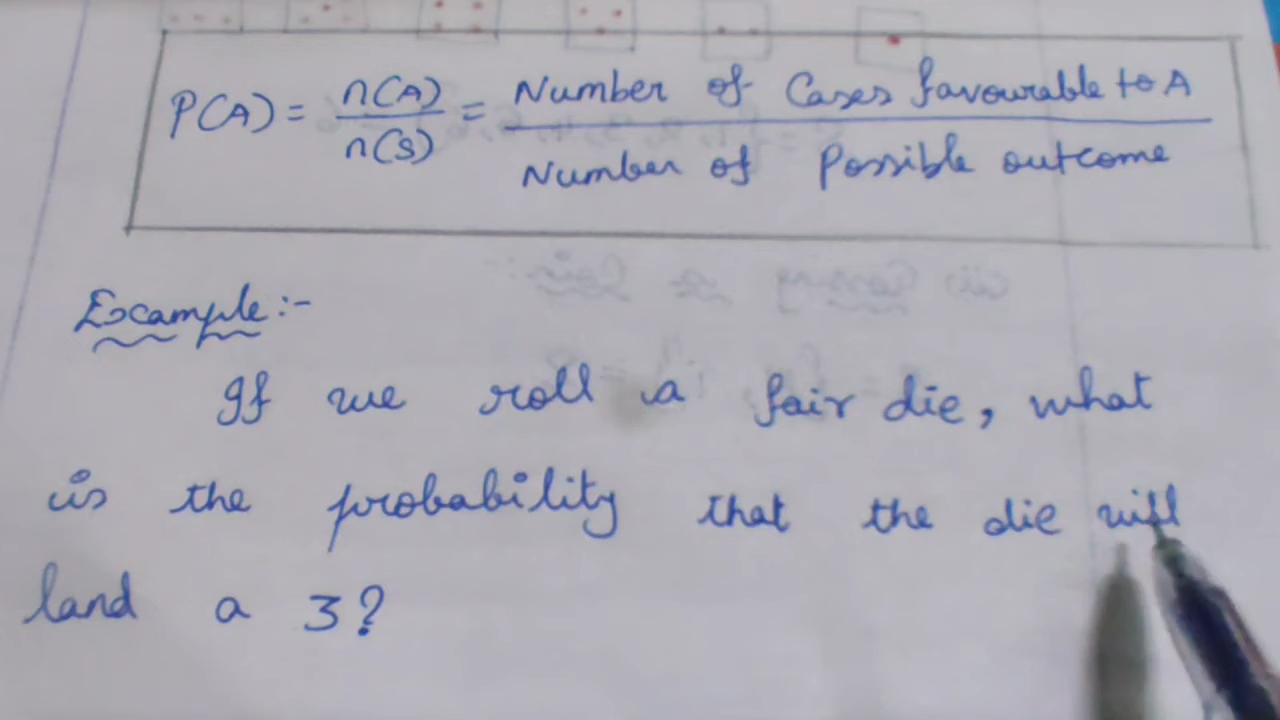 P(A) = n(A)/n(S) = Number of Cases favourable to A / Number of Possible outcome
Example:-
If we roll a fair die, what
is the probability that the die will
land a 3?